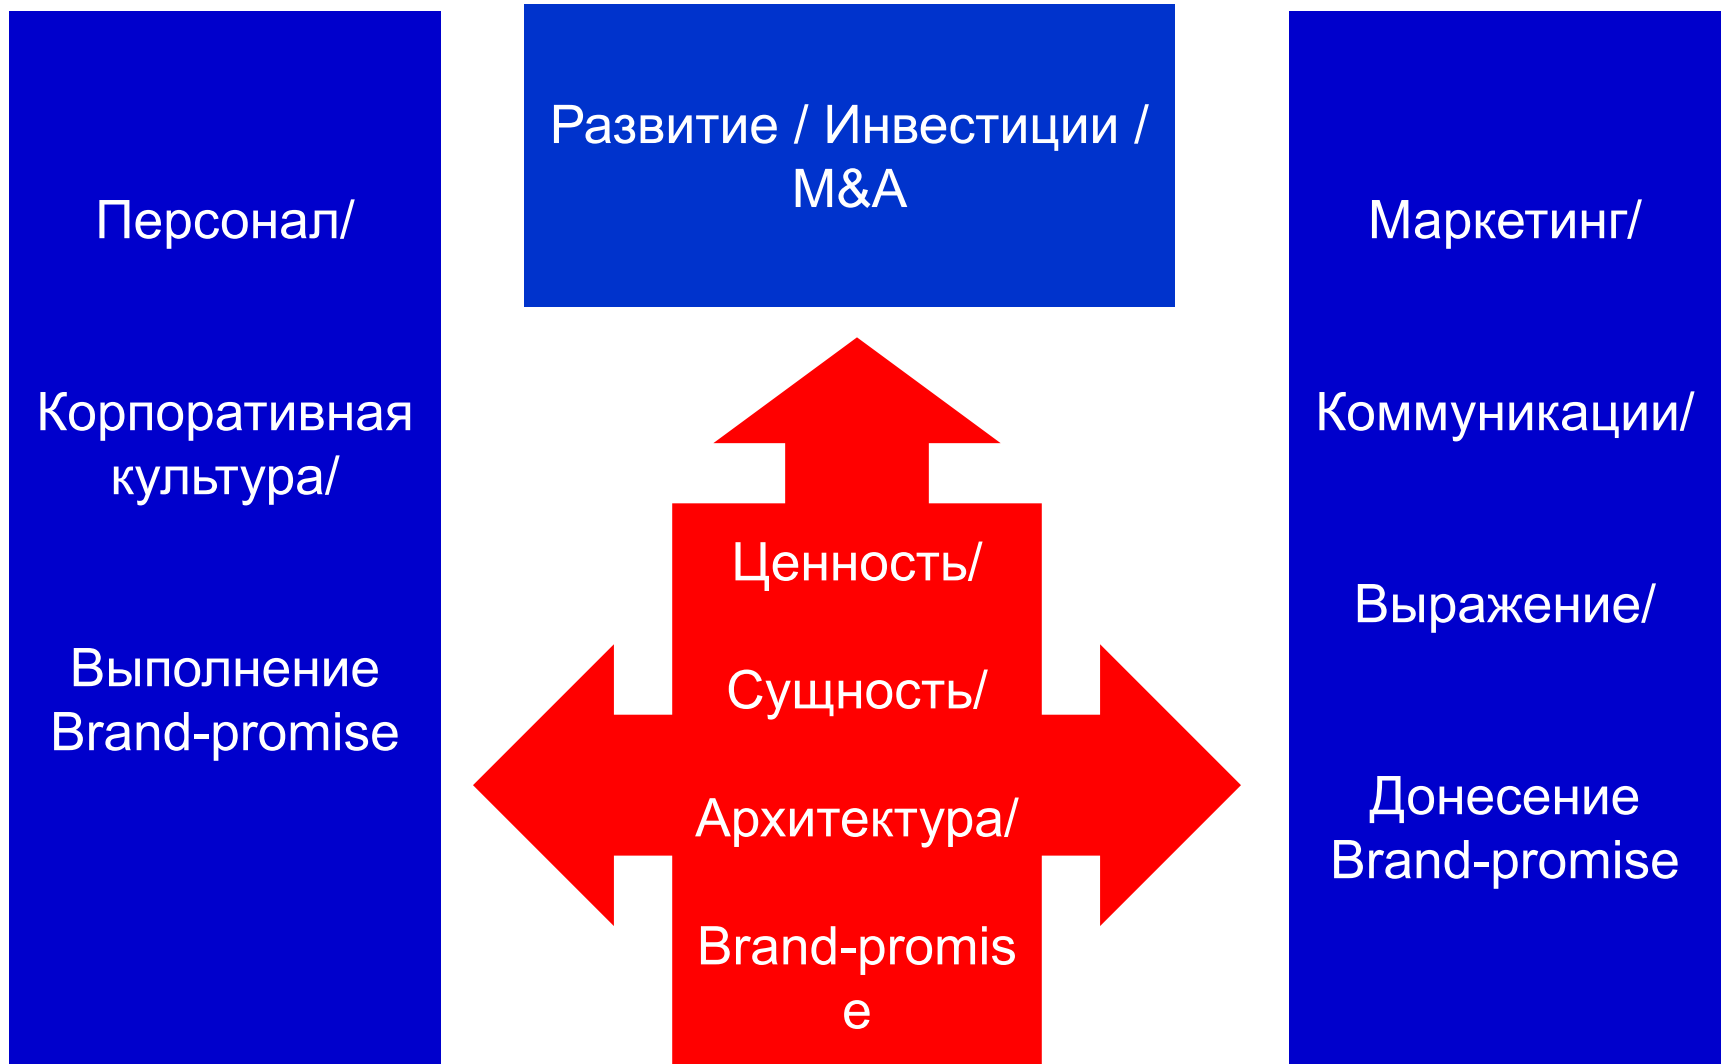 Персонал/
Корпоративная
культура/
Выполнение
Brand-promise
Развитие / Инвестиции /
M&A
Ценность/
Сущность/
Архитектура/
Brand-promis
e
Маркетинг/
Коммуникации/
Выражение/
Донесение
Brand-promise